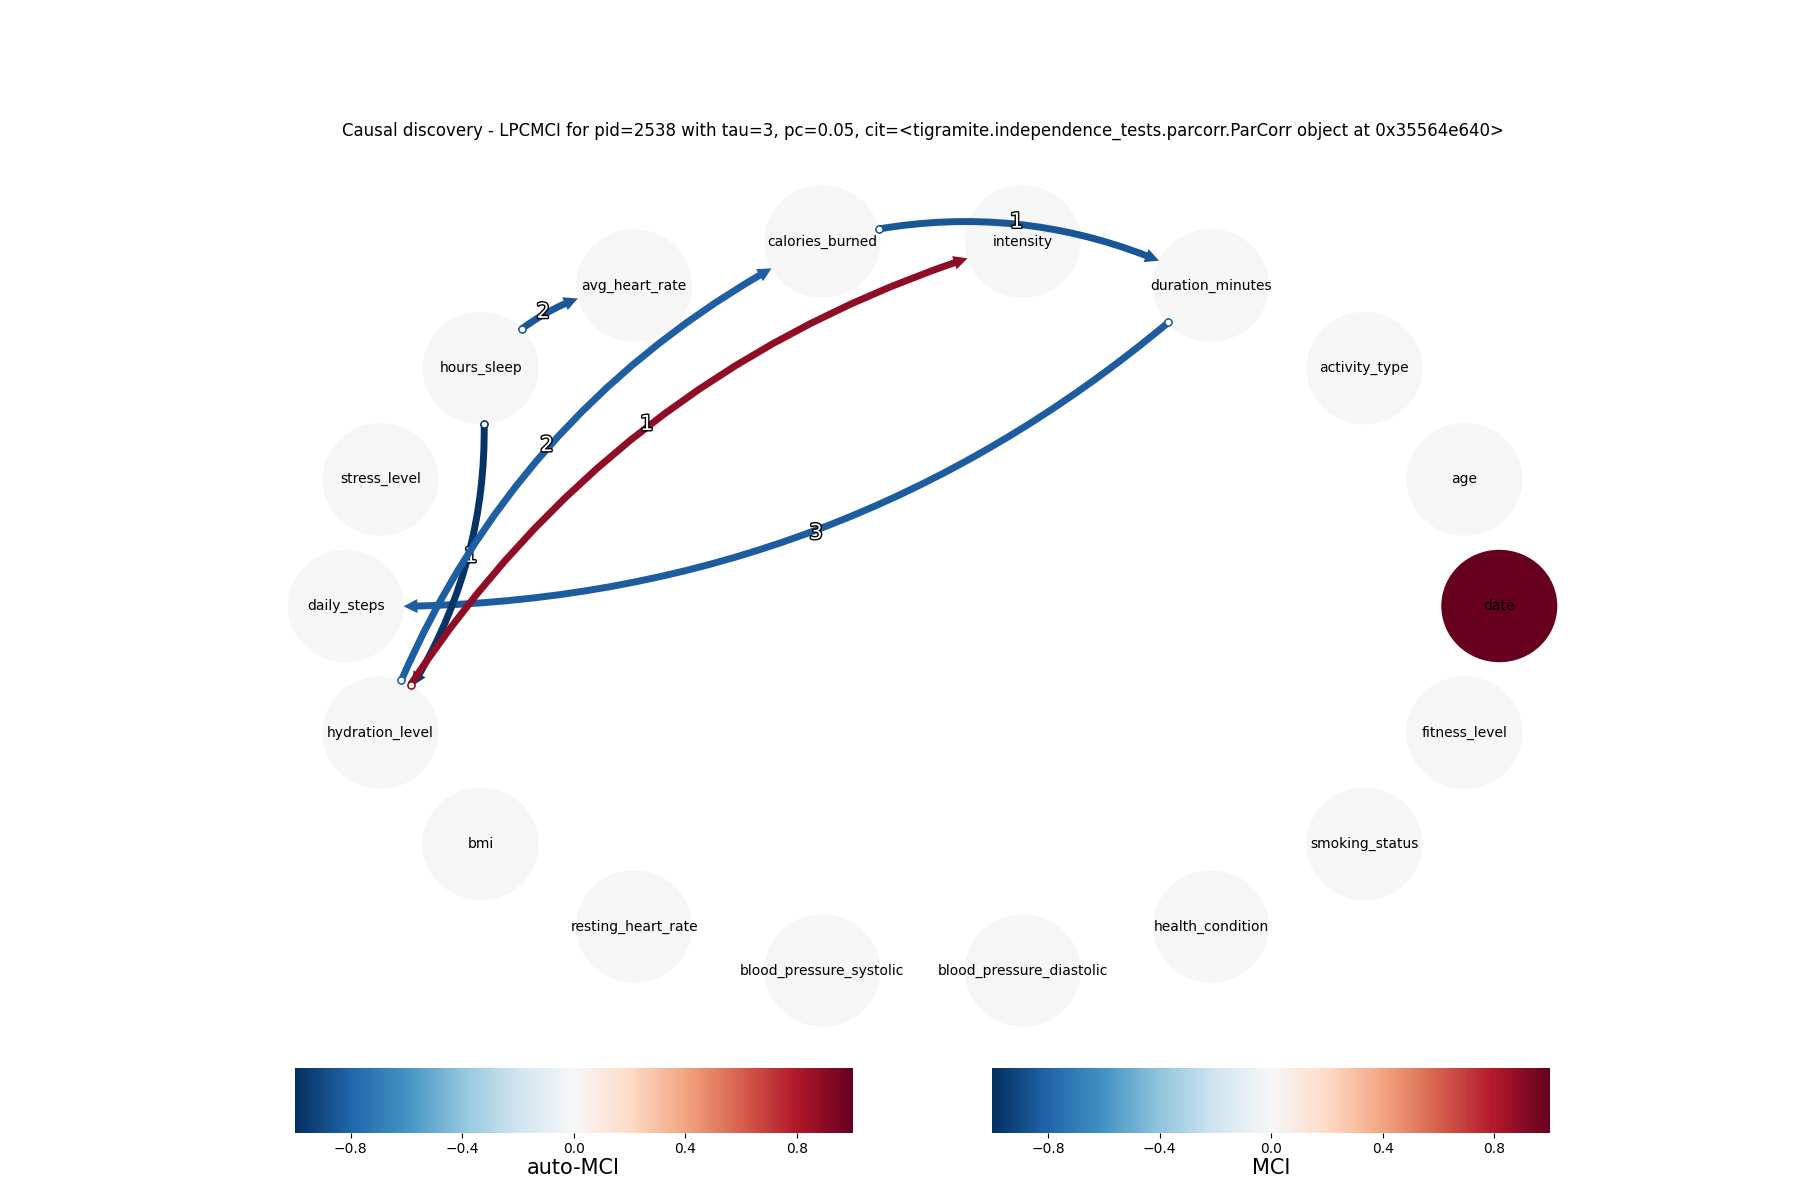 Causal discovery - LPCMCI for pid=2538 with tau=3, pc=0.05, cit=<tigramite.independence_tests.parcorr.ParCorr object at 0x35564e640>
1
calories_burned
intensity
avg_heart_rate
duration_minutes
2
hours_sleep
activity_type
1
2
stress_level
age
3
1
daily_steps
date
hydration_level
fitness_level
bmi
smoking_status
resting_heart_rate
health_condition
blood_pressure_systolic
blood_pressure_diastolic
−0.8 −0.4 0.0 0.4 0.8
auto-MCI
−0.8 −0.4 0.0 0.4 0.8
MCI